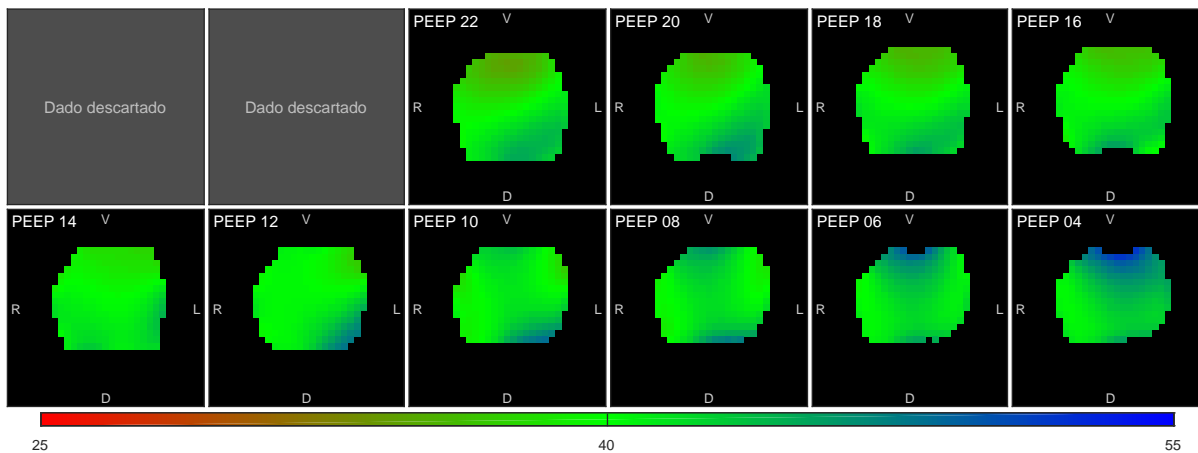 Dado descartado
Dado descartado
PEEP 22 V
R L
D
PEEP 20 V
R L
D
PEEP 18 V
R L
D
PEEP 16 V
R L
D
PEEP 14 V
R L
D
PEEP 12 V
R L
D
PEEP 10 V
R L
D
PEEP 08 V
R L
D
PEEP 06 V
R L
D
PEEP 04 V
R L
D
25 40 55